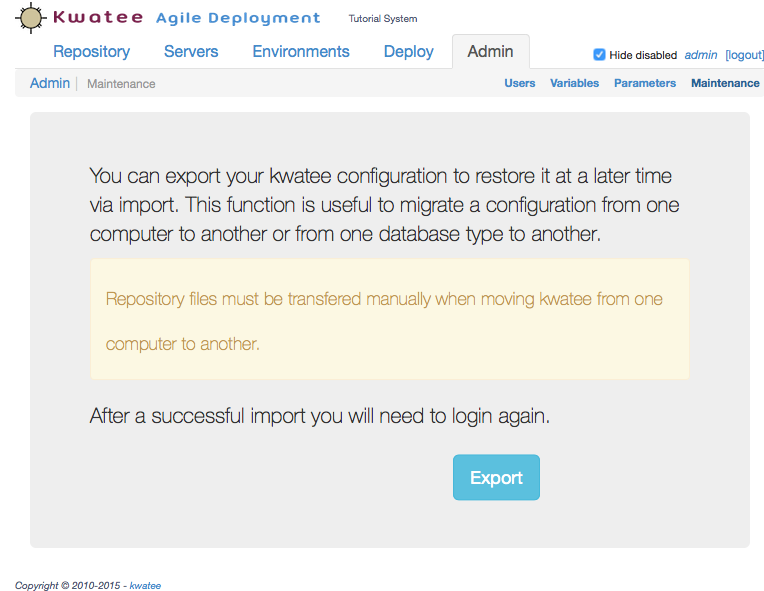 Kwatee Agile Deployment Tutorial System
Repository Servers Environments Deploy Admin Hide disabled admin [logout]
Admin | Maintenance Users Variables Parameters Maintenance
You can export your kwatee configuration to restore it at a later time
via import. This function is useful to migrate a configuration from one
computer to another or from one database type to another.
Repository files must be transfered manually when moving kwatee from one
computer to another.
After a successful import you will need to login again.
Export
Copyright © 2010-2015 - kwatee